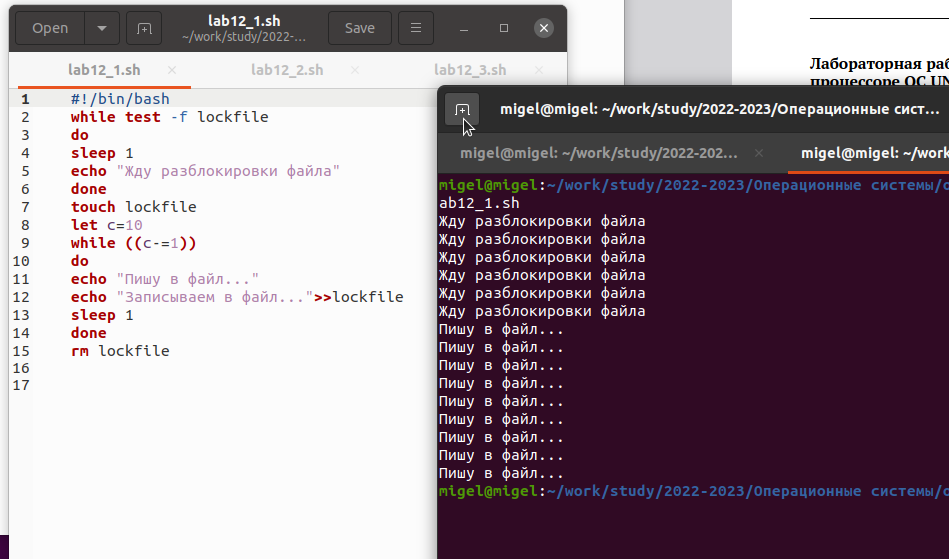 Open
lab12_1.sh
~/work/study/2022-...
Save
lab12_1.sh
lab12_2.sh
lab12_3.sh
1 #!/bin/bash
2 while test -f lockfile
3 do
4 sleep 1
5 echo "Жду разблокировки файла"
6 done
7 touch lockfile
8 let c=10
9 while ((c-=1))
10 do
11 echo "Пишу в файл..."
12 echo "Записываем в файл...">>lockfile
13 sleep 1
14 done
15 rm lockfile
16
17
Лабораторная раб
процессоре ОС UN
migel@migel: ~/work/study/2022-2023/Операционные сист...
migel@migel: ~/work/study/2022-202...
migel@migel: ~/work
migel@migel:~/work/study/2022-2023/Операционные системы/
ab12_1.sh
Жду разблокировки файла
Жду разблокировки файла
Жду разблокировки файла
Жду разблокировки файла
Жду разблокировки файла
Жду разблокировки файла
Пишу в файл...
Пишу в файл...
Пишу в файл...
Пишу в файл...
Пишу в файл...
Пишу в файл...
Пишу в файл...
Пишу в файл...
Пишу в файл...
migel@migel:~/work/study/2022-2023/Операционные системы/